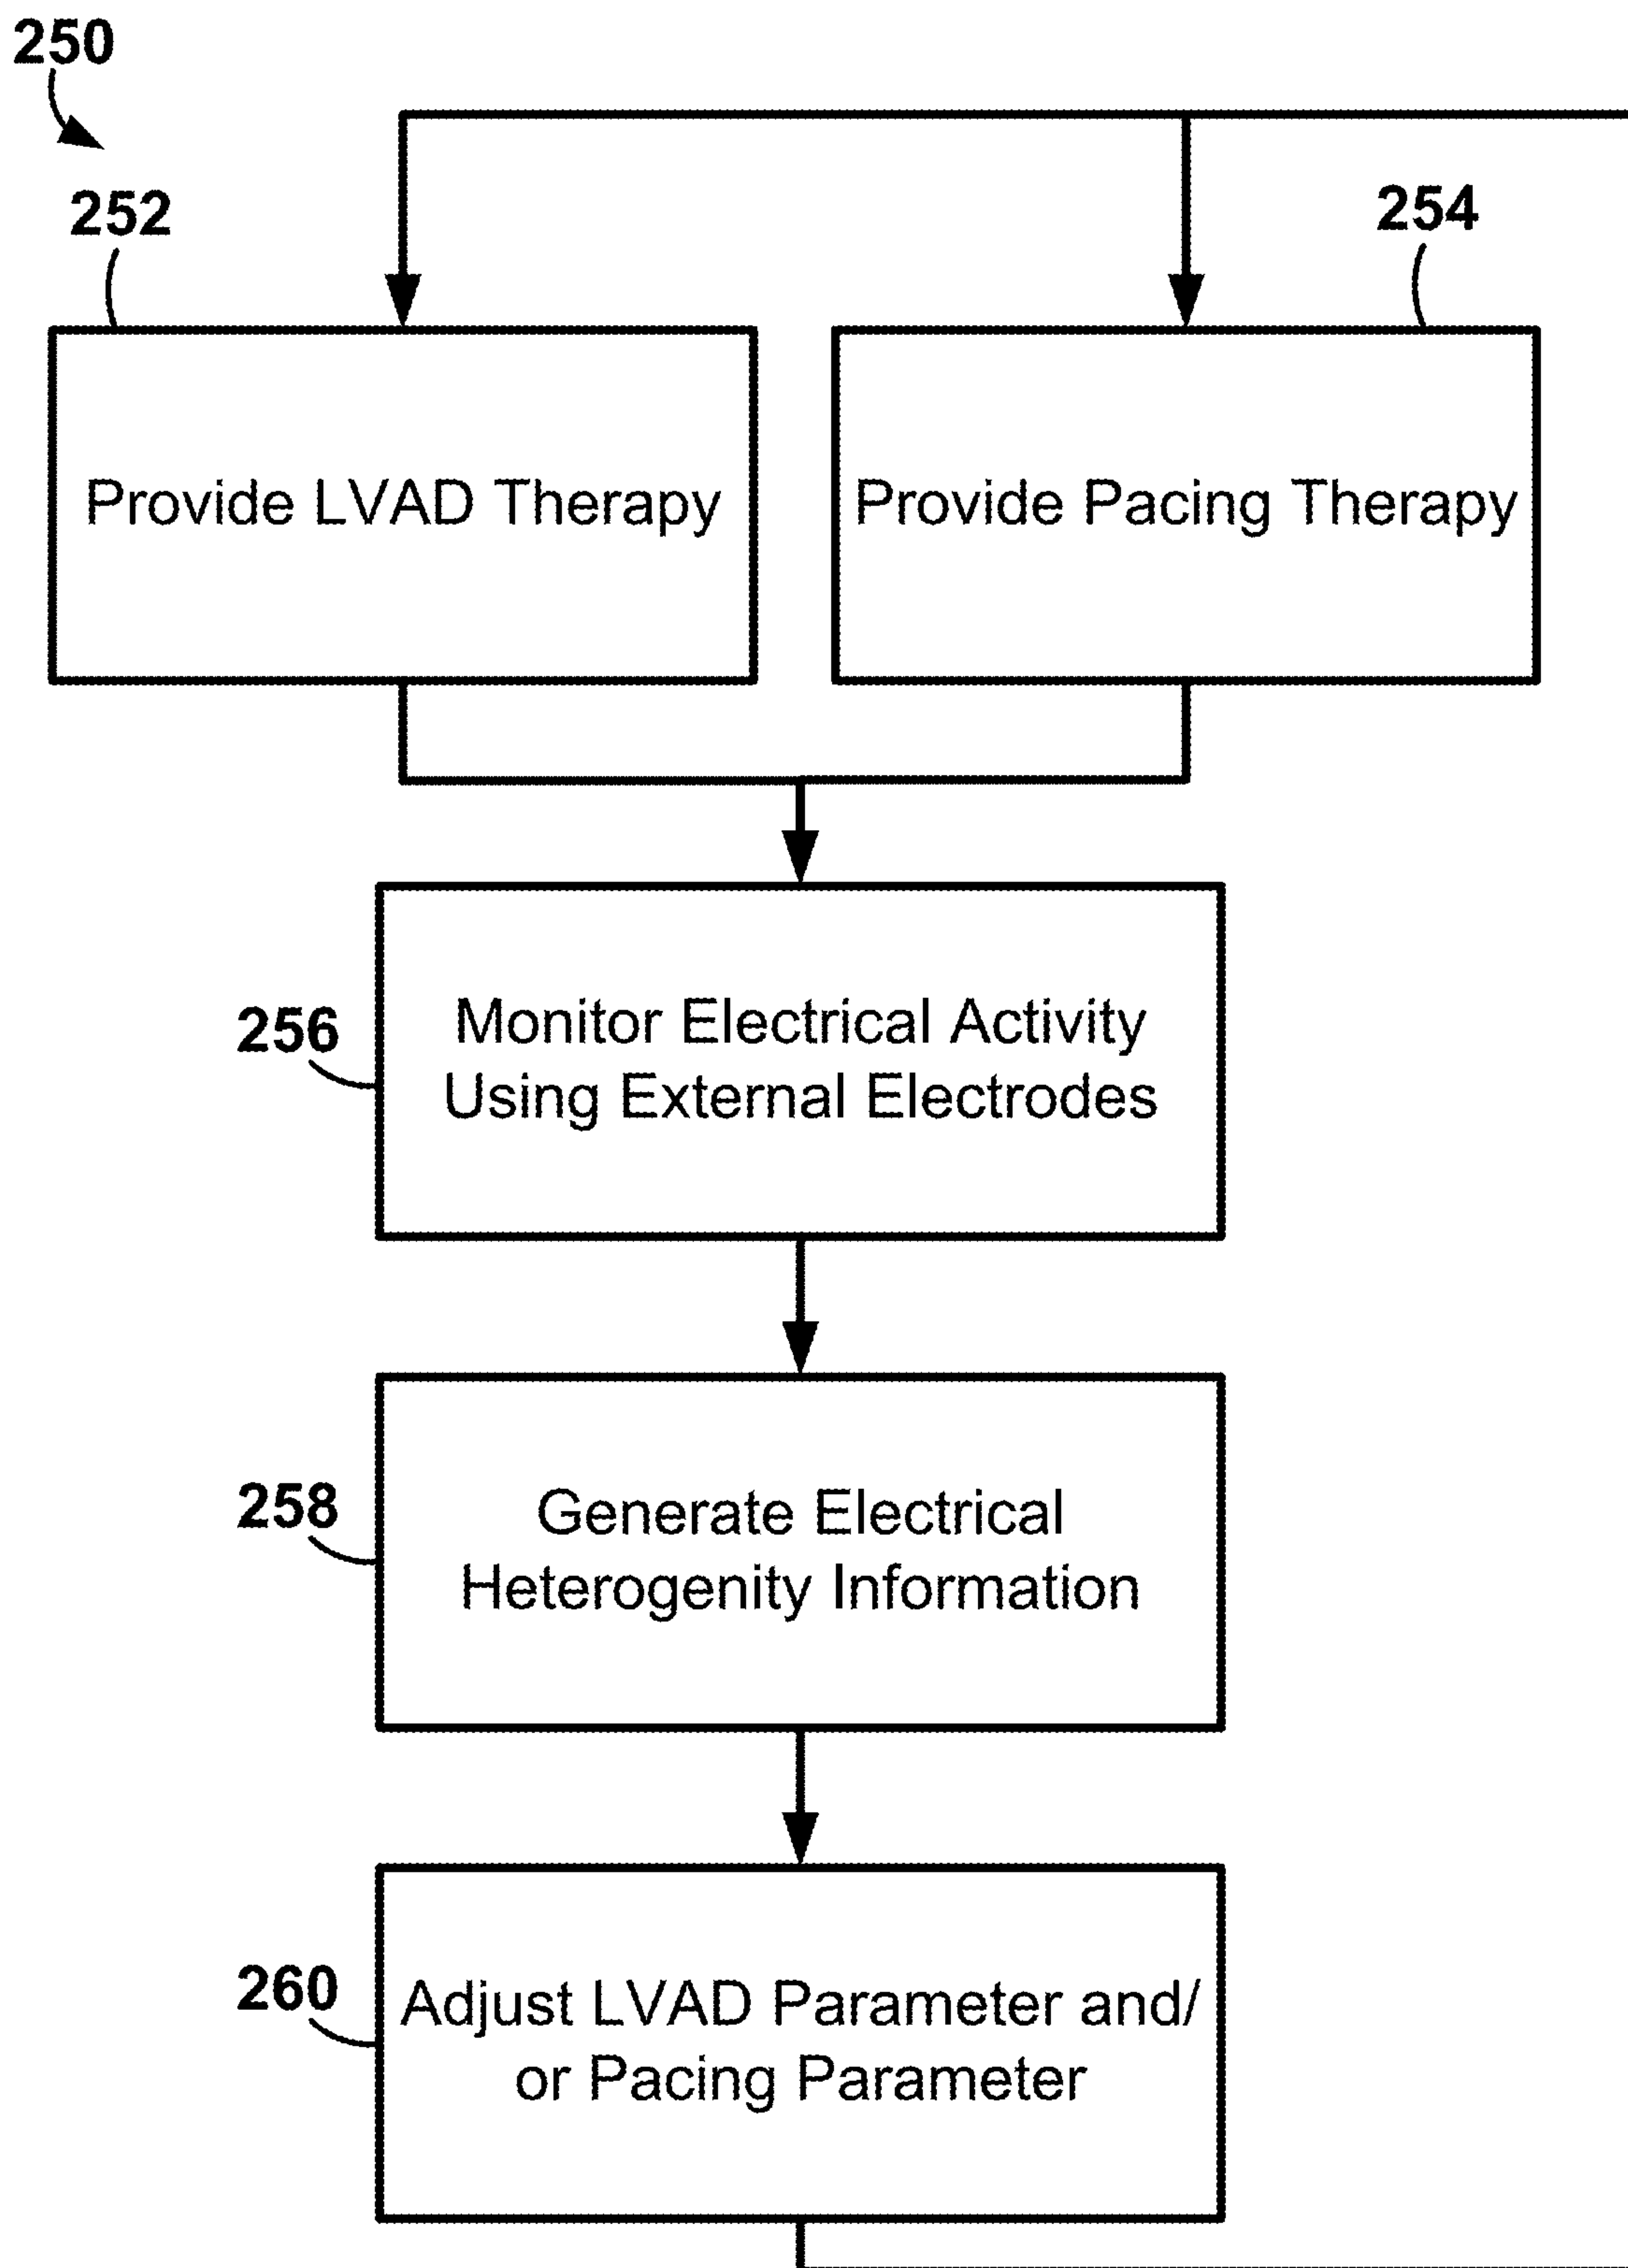 250
252
254
Provide LVAD Therapy
Provide Pacing Therapy
256
Monitor Electrical Activity
Using External Electrodes
258
Generate Electrical
Heterogenity Information
260
Adjust LVAD Parameter and/
or Pacing Parameter